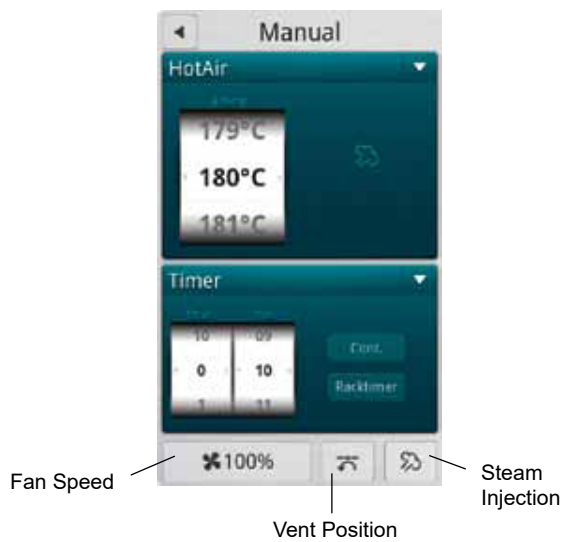 Manual
HotAir
179°C
180°C
181°C
Timer
10 09
0 10
1 11
Cont.
Racktimer
100%
Fan Speed
Steam
Injection
Vent Position